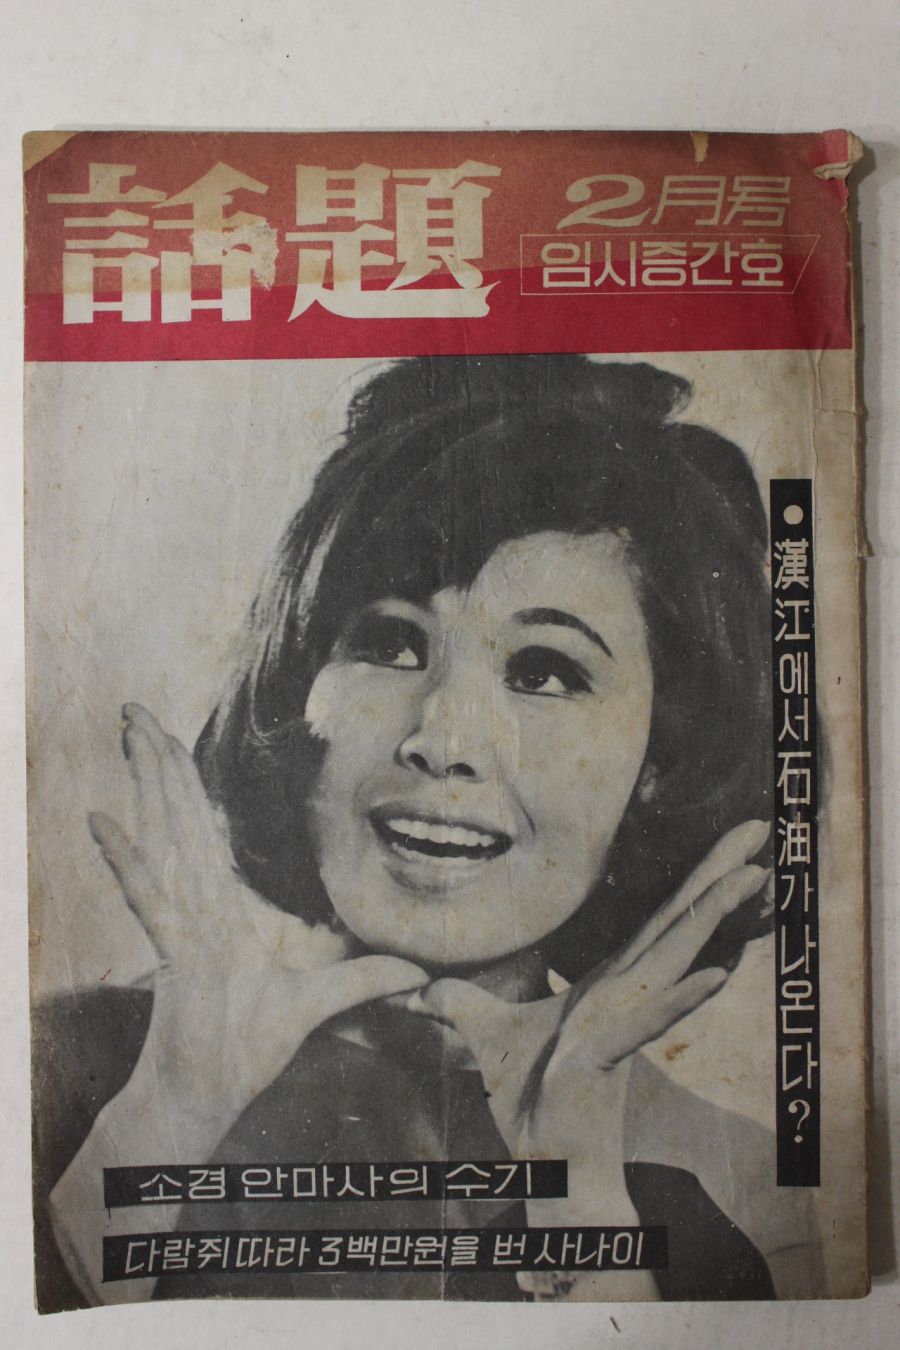 話題
2月号
임시증간호
●漢江에서石油가나온다?
소경 안마사의 수기
다람쥐따라 3백만원을 번 사나이